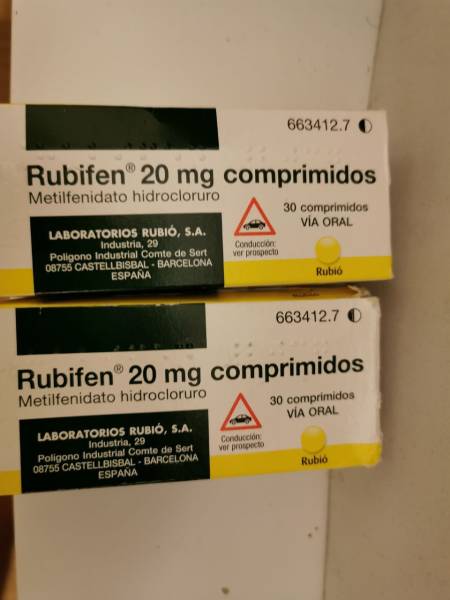 663412.7
Rubifen® 20 mg comprimidos
Metilfenidato hidrocloruro
LABORATORIOS RUBIÓ, S.A.
Industria, 29
Polígono Industrial Comte de Sert
08755 CASTELLBISBAL - BARCELONA
ESPAÑA
Conducción:
ver prospecto
30 comprimidos
VÍA ORAL
Rubió
663412.7
Rubifen® 20 mg comprimidos
Metilfenidato hidrocloruro
LABORATORIOS RUBIÓ, S.A.
Industria, 29
Polígono Industrial Comte de Sert
08755 CASTELLBISBAL - BARCELONA
ESPAÑA
Conducción:
ver prospecto
30 comprimidos
VÍA ORAL
Rubió